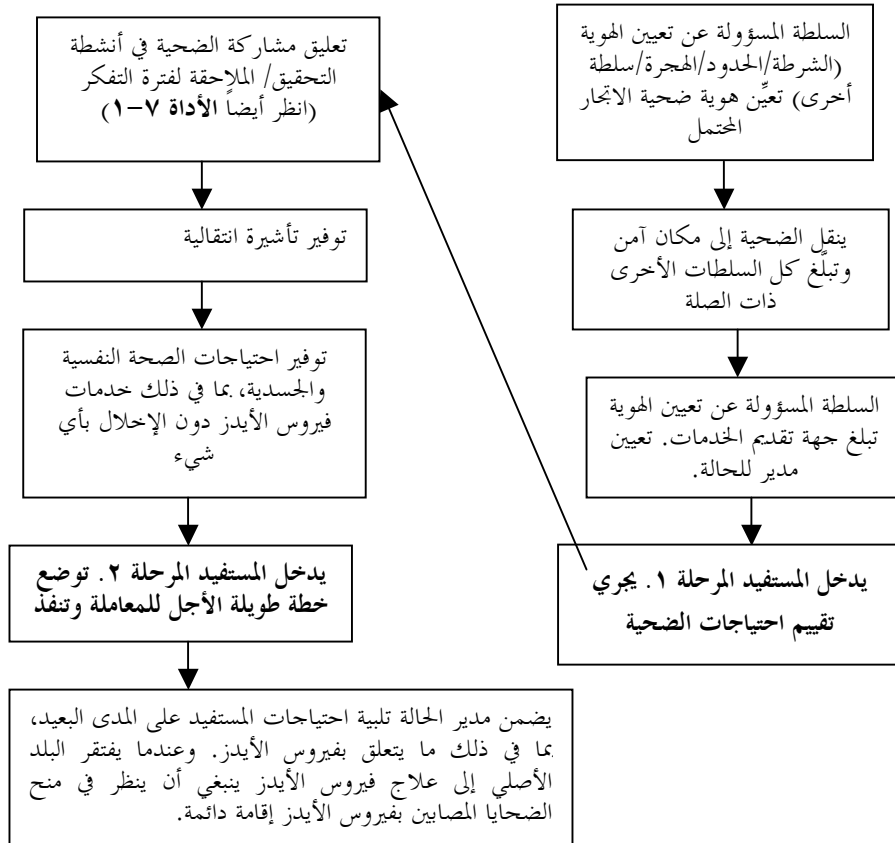 السلطة المسؤولة عن تعيين الهوية
(الشرطة/الحدود/الهجرة/سلطة
أخرى) تعيِّن هوية ضحية الاتجار
المحتمل
ينقل الضحية إلى مكان آمن
وتبلَّغ كل السلطات الأخرى
ذات الصلة
السلطة المسؤولة عن تعيين الهوية
تبلغ جهة تقديم الخدمات. تعيين
مدير للحالة.
يدخل المستفيد المرحلة ١. يجري
تقييم احتياجات الضحية
تعليق مشاركة الضحية في أنشطة
التحقيق/ الملاحقة لفترة التفكر
(انظر أيضاً الأداة ٧-١)
توفير تأشيرة انتقالية
توفير احتياجات الصحة النفسية
والجسدية، بما في ذلك خدمات
فيروس الأيدز دون الإخلال بأي
شيء
يدخل المستفيد المرحلة ٢. توضع
خطة طويلة الأجل للمعاملة وتنفذ
يضمن مدير الحالة تلبية احتياجات المستفيد على المدى البعيد،
بما في ذلك ما يتعلق بفيروس الأيدز. وعندما يفتقر البلد
الأصلي إلى علاج فيروس الأيدز ينبغي أن ينظر في منح
الضحايا المصابين بفيروس الأيدز إقامة دائمة.